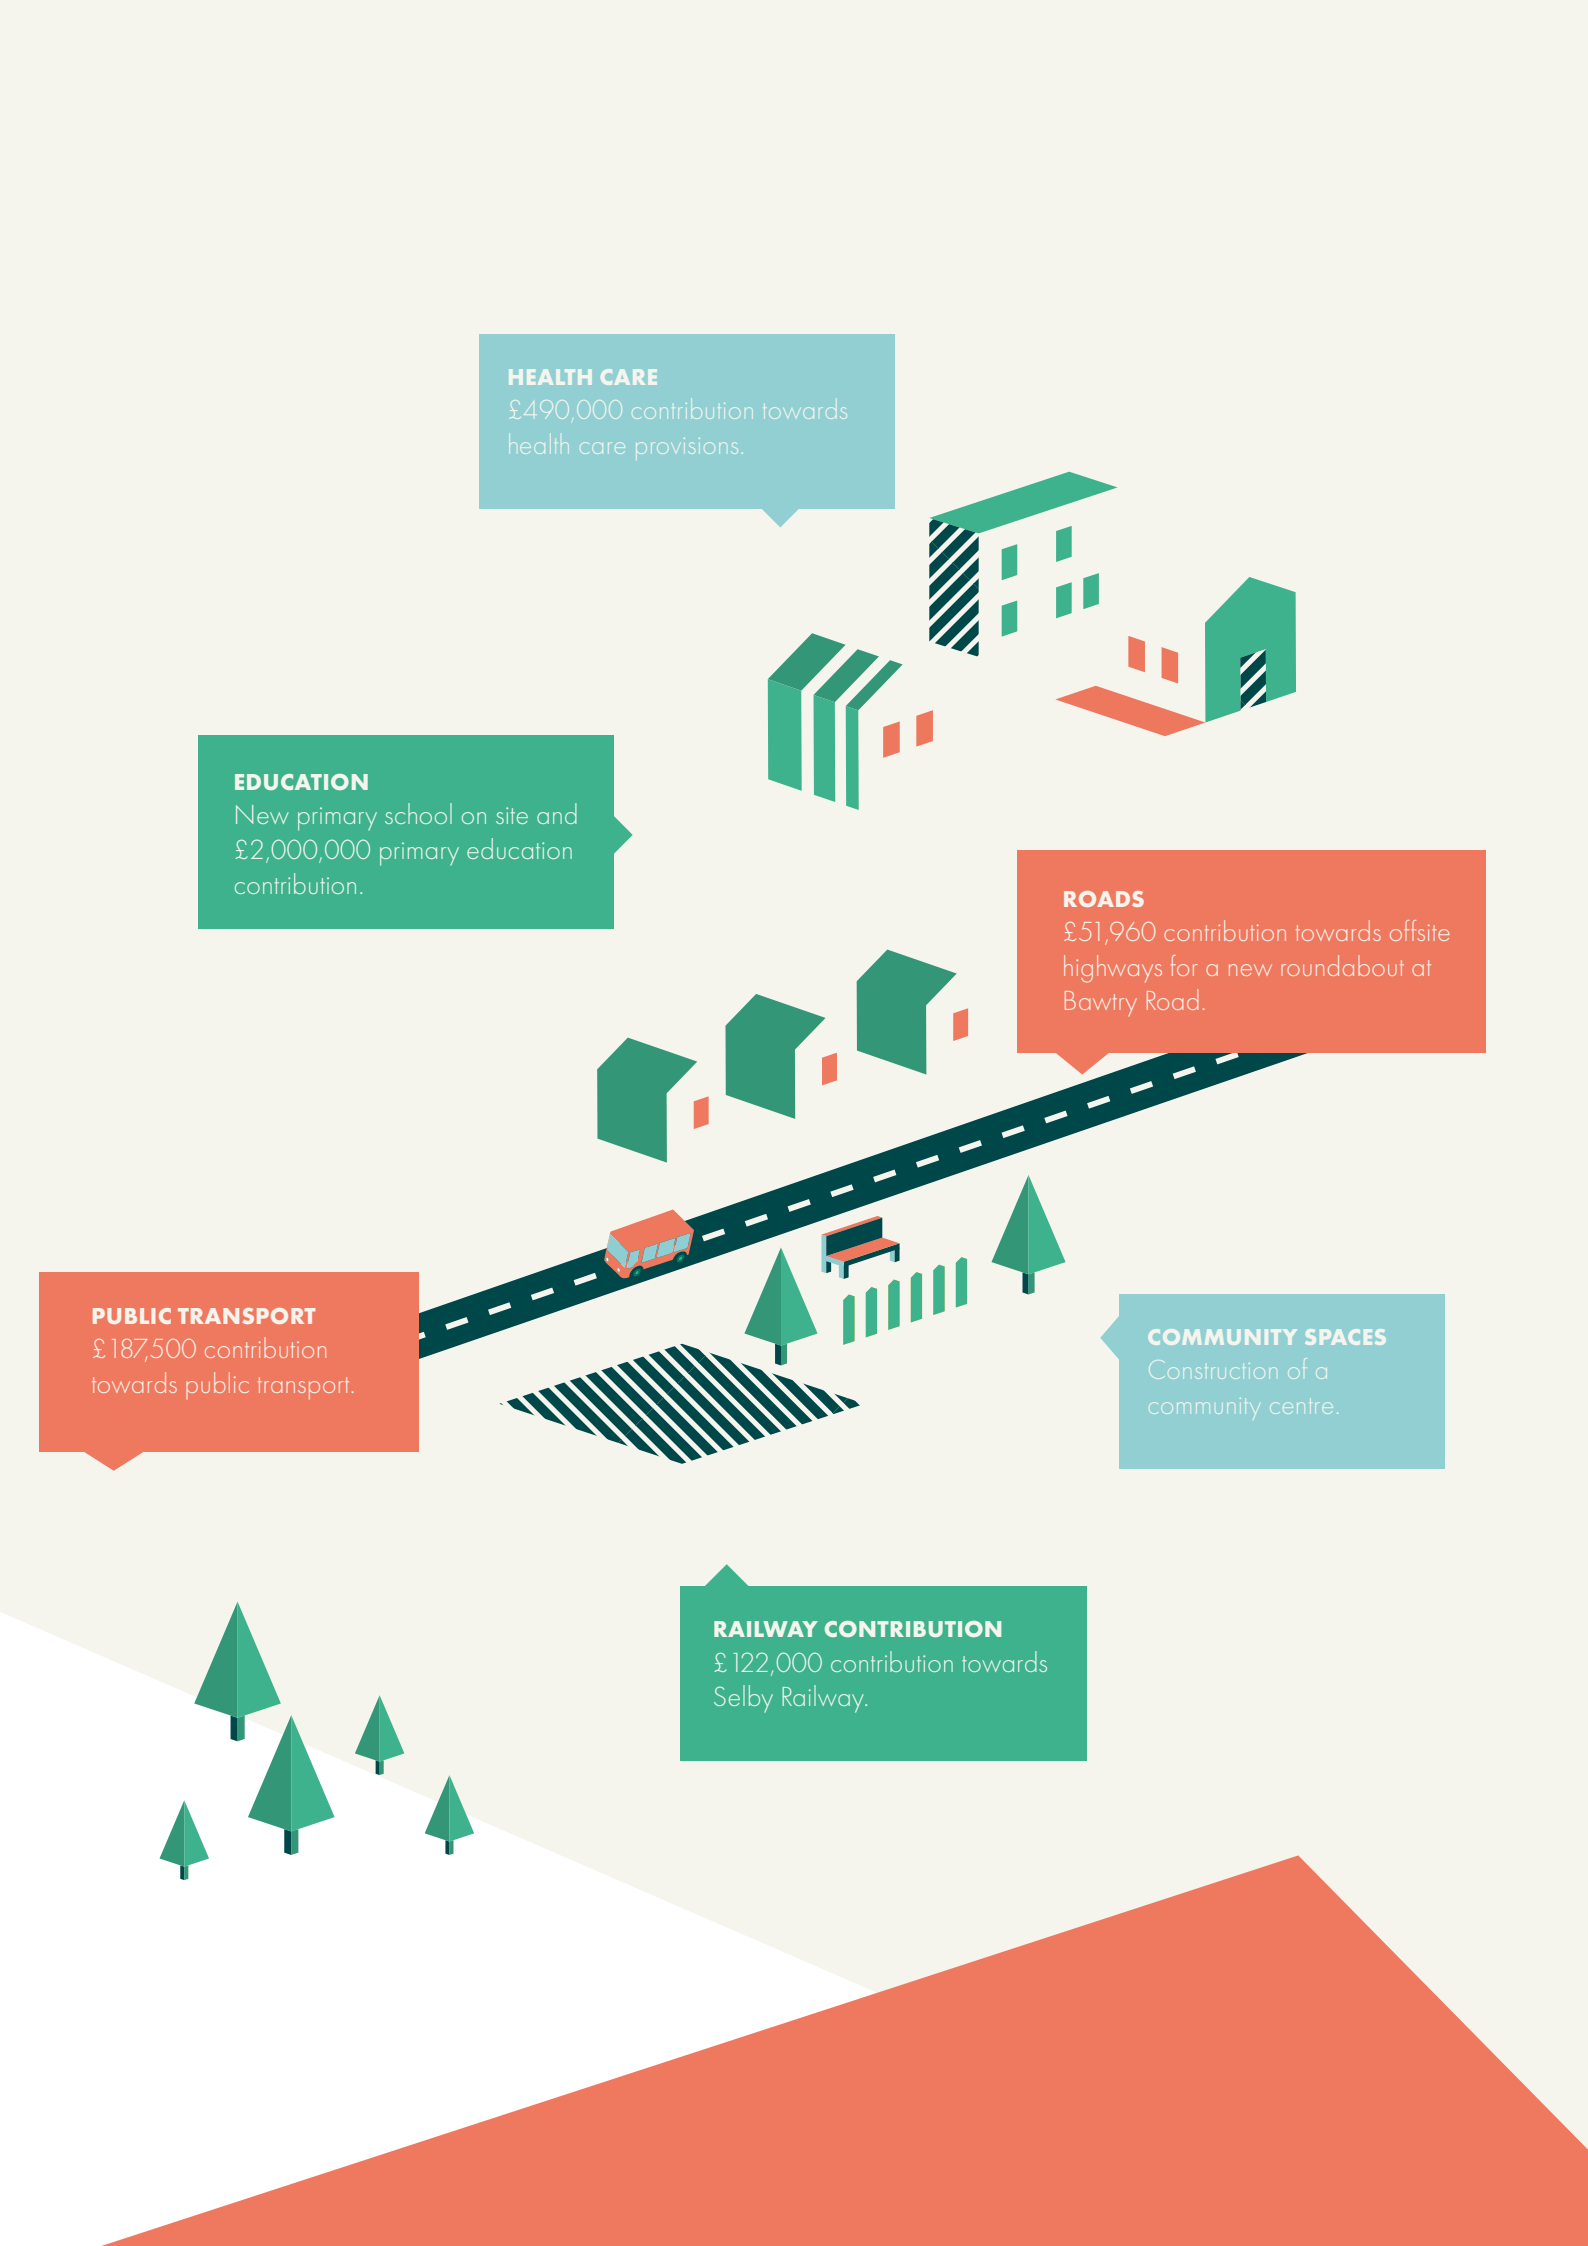 HEALTH CARE
£490,000 contribution towards
health care provisions.
EDUCATION
New primary school on site and
£2,000,000 primary education
contribution.
ROADS
£51,960 contribution towards offsite
highways for a new roundabout at
Bawtry Road.
PUBLIC TRANSPORT
£187,500 contribution
towards public transport.
COMMUNITY SPACES
Construction of a
community centre.
RAILWAY CONTRIBUTION
£122,000 contribution towards
Selby Railway.